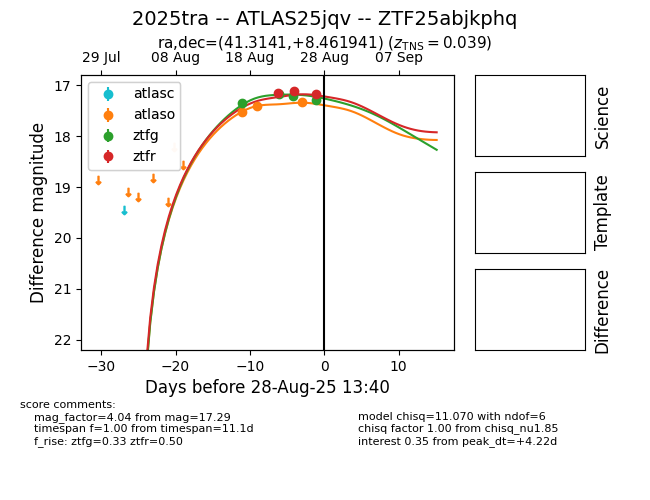 2025tra -- ATLAS25jqv -- ZTF25abjkphq
ra,dec=(41.3141,+8.461941) (zTNS = 0.039)
29 Jul 08 Aug 18 Aug 28 Aug 07 Sep
atlasc
atlaso
ztfg
ztfr
17
18
19
20
21
22
Difference magnitude
−30 −20 −10 0 10
Days before 28-Aug-25 13:40
Science
Template
Difference
score comments:
mag_factor=4.04 from mag=17.29
timespan f=1.00 from timespan=11.1d
f_rise: ztfg=0.33 ztfr=0.50
model chisq=11.070 with ndof=6
chisq factor 1.00 from chisq_nu1.85
interest 0.35 from peak_dt=+4.22d